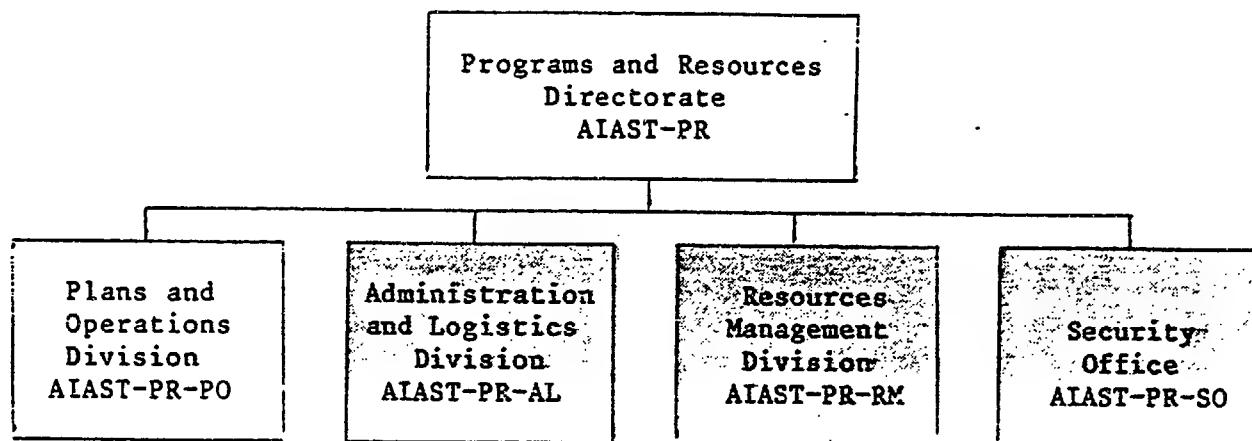 Programs and Resources
Directorate
AIAST-PR
Plans and
Operations
Division
AIAST-PR-PO
Administration
and Logistics
Division
AIAST-PR-AL
Resources
Management
Division
AIAST-PR-RM
Security
Office
AIAST-PR-SO